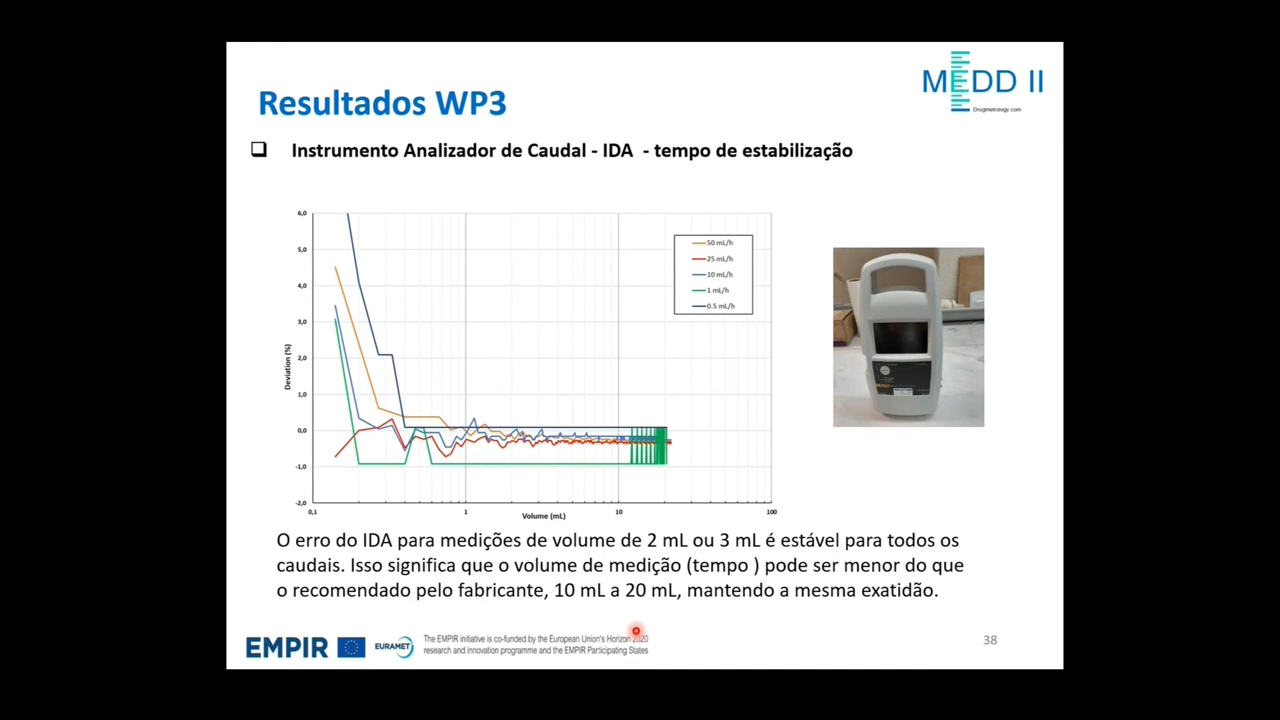 MEDD II
Drugmetrology.com
Resultados WP3
Instrumento Analizador de Caudal - IDA - tempo de estabilização
6,0
5,0
4,0
3,0
2,0
1,0
0,0
-1,0
-2,0
Deviation (%)
50 mL/h
25 mL/h
10 mL/h
1 mL/h
0.5 mL/h
0,1
1
10
100
Volume (mL)
O erro do IDA para medições de volume de 2 mL ou 3 mL é estável para todos os
caudais. Isso significa que o volume de medição (tempo ) pode ser menor do que
o recomendado pelo fabricante, 10 mL a 20 mL, mantendo a mesma exatidão.
EMPIR
EURAMET
The EMPIR initiative is co-funded by the European Union's Horizon 2020
research and innovation programme and the EMPIR Participating States
38